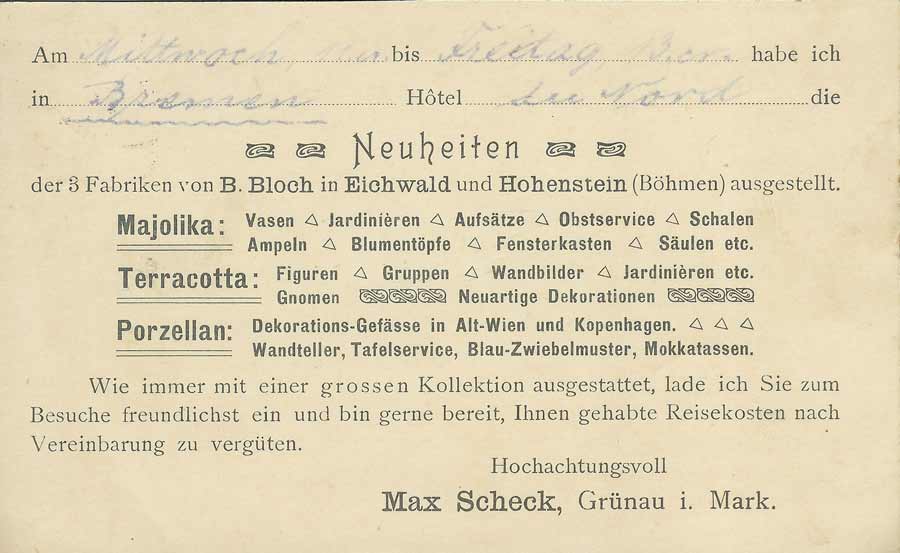 Am Mittwoch, bis Freitag, habe ich
in Bremen Hôtel du Nord die
Neuheiten
der 3 Fabriken von B. Bloch in Eichwald und Hohenstein (Böhmen) ausgestellt.
Majolika: Vasen △ Jardinièren △ Aufsätze △ Obstservice △ Schalen
Ampeln △ Blumentöpfe △ Fensterkasten △ Säulen etc.
Terracotta: Figuren △ Gruppen △ Wandbilder △ Jardinièren etc.
Gnomen Neuartige Dekorationen
Porzellan: Dekorations-Gefässe in Alt-Wien und Kopenhagen. △ △ △
Wandteller, Tafelservice, Blau-Zwiebelmuster, Mokkatassen.
Wie immer mit einer grossen Kollektion ausgestattet, lade ich Sie zum
Besuche freundlichst ein und bin gerne bereit, Ihnen gehabte Reisekosten nach
Vereinbarung zu vergüten.
Hochachtungsvoll
Max Scheck, Grünau i. Mark.